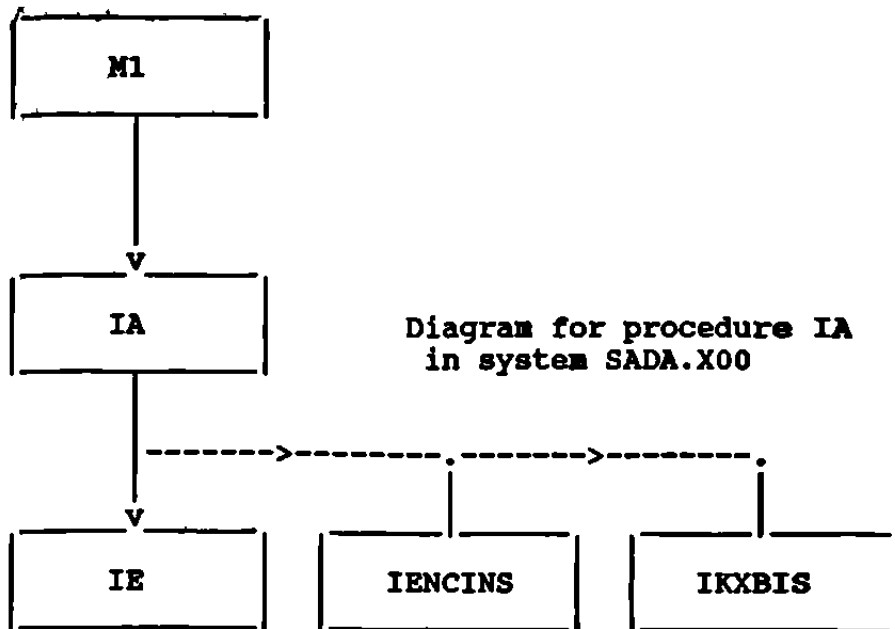 M1
IA
Diagram for procedure IA
in system SADA.X00
IE
IENCINS
IKXBIS